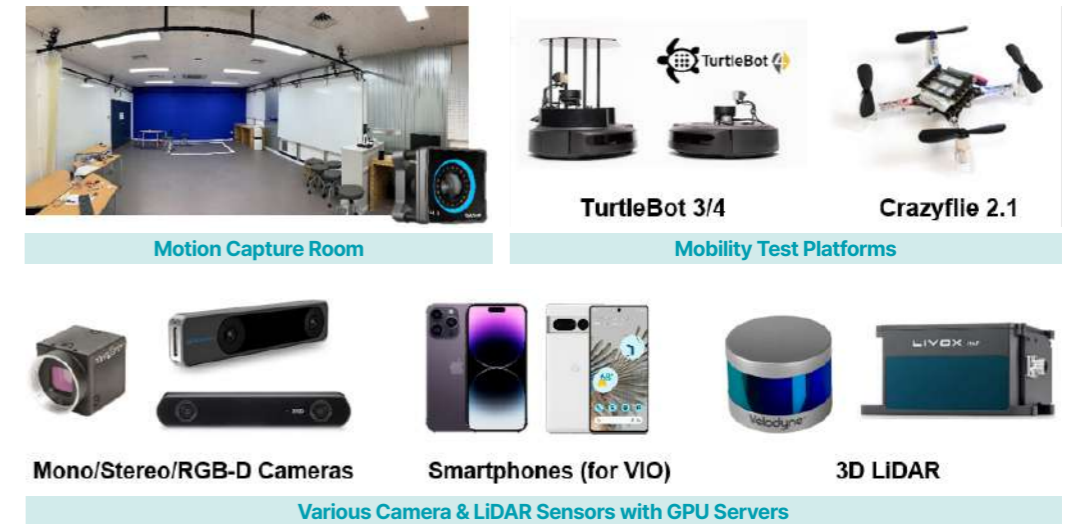 TurtleBot 4
TurtleBot 3/4
Crazyflie 2.1
Motion Capture Room
Mobility Test Platforms
LIVOX
Velodyne
Mono/Stereo/RGB-D Cameras
Smartphones (for VIO)
3D LiDAR
Various Camera & LiDAR Sensors with GPU Servers